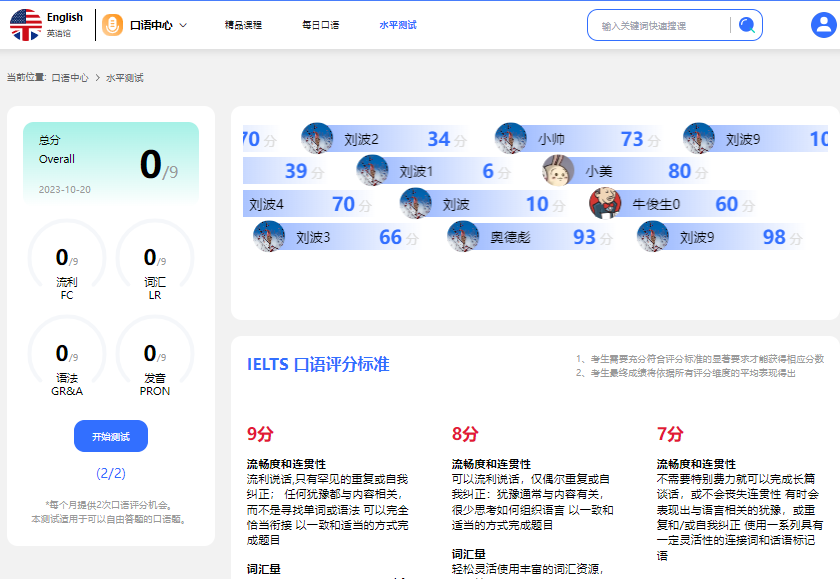 English
英语馆
口语中心
精品课程
每日口语
水平测试
输入关键词快速搜课
当前位置: 口语中心 > 水平测试
总分
Overall
0/9
2023-10-20
0/9
流利
FC
0/9
词汇
LR
0/9
语法
GR&A
0/9
发音
PRON
开始测试
(2/2)
*每个月提供2次口语评分机会。
本测试适用于可以自由答题的口语题。
70 分 刘波2 34 分 小帅 73 分 刘波9 10
39 分 刘波1 6 分 小美 80 分
刘波4 70 分 刘波 10 分 牛俊生0 60 分
刘波3 66 分 奥德彪 93 分 刘波9 98 分
IELTS 口语评分标准
1、考生需要充分符合评分标准的显著要求才能获得相应分数
2、考生最终成绩将依据所有评分维度的平均表现得出
9分
流畅度和连贯性
流利说话,只有罕见的重复或自我
纠正； 任何犹豫都与内容相关，
而不是寻找单词或语法 可以完全
恰当衔接 以一致和适当的方式完
成题目
词汇量
8分
流畅度和连贯性
可以流利说话，仅偶尔重复或自
我纠正：犹豫通常与内容有关，
很少思考如何组织语言 以一致和
适当的方式完成题目
词汇量
轻松灵活使用丰富的词汇资源，
7分
流畅度和连贯性
不需要特别费力就可以完成长篇
谈话，或不会丧失连贯性 有时会
表现出与语言相关的犹豫，或重
复和/或自我纠正 使用一系列具有
一定灵活性的连接词和话语标记
语